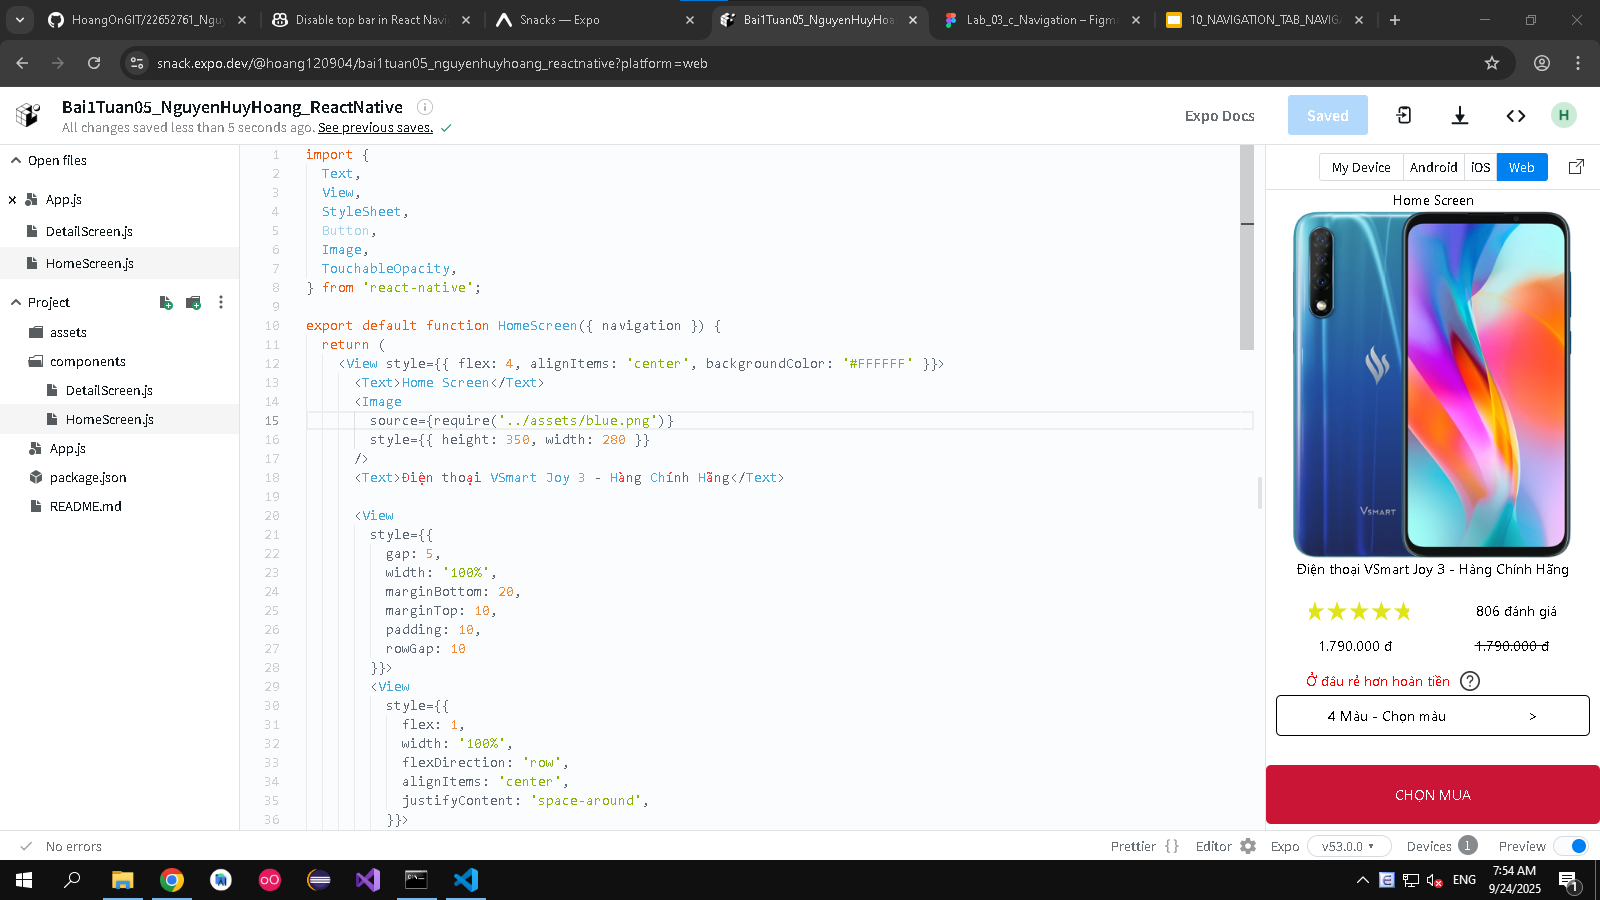 HoangOnGIT/22652761_Nguy
Disable top bar in React Navi
Snacks — Expo
Bai1Tuan05_NguyenHuyHoa
Lab_03_c_Navigation – Figm
10_NAVIGATION_TAB_NAVIGA
snack.expo.dev/@hoang120904/bai1tuan05_nguyenhuyhoang_reactnative?platform=web
Bai1Tuan05_NguyenHuyHoang_ReactNative
All changes saved less than 5 seconds ago. See previous saves.
Expo Docs
Saved
H
Open files
App.js
DetailScreen.js
HomeScreen.js
Project
assets
components
DetailScreen.js
HomeScreen.js
App.js
package.json
README.md
1 import {
2 Text,
3 View,
4 StyleSheet,
5 Button,
6 Image,
7 TouchableOpacity,
8 } from 'react-native';
9
10 export default function HomeScreen({ navigation }) {
11 return (
12 <View style={{ flex: 4, alignItems: 'center', backgroundColor: '#FFFFFF' }}>
13 <Text>Home Screen</Text>
14 <Image
15 source={require('../assets/blue.png')}
16 style={{ height: 350, width: 280 }}
17 />
18 <Text>Điện thoại VSmart Joy 3 - Hàng Chính Hãng</Text>
19
20 <View
21 style={{
22 gap: 5,
23 width: '100%',
24 marginBottom: 20,
25 marginTop: 10,
26 padding: 10,
27 rowGap: 10
28 }}>
29 <View
30 style={{
31 flex: 1,
32 width: '100%',
33 flexDirection: 'row',
34 alignItems: 'center',
35 justifyContent: 'space-around',
36 }}>
My Device
Android
iOS
Web
Home Screen
VSMART
Điện thoại VSmart Joy 3 - Hàng Chính Hãng
806 đánh giá
1.790.000 đ
1.790.000 đ
Ở đâu rẻ hơn hoàn tiền ?
4 Màu - Chọn màu >
CHỌN MUA
No errors
Prettier {}
Editor
Expo
v53.0.0
Devices 1
Preview
ENG
7:54 AM
9/24/2025
1